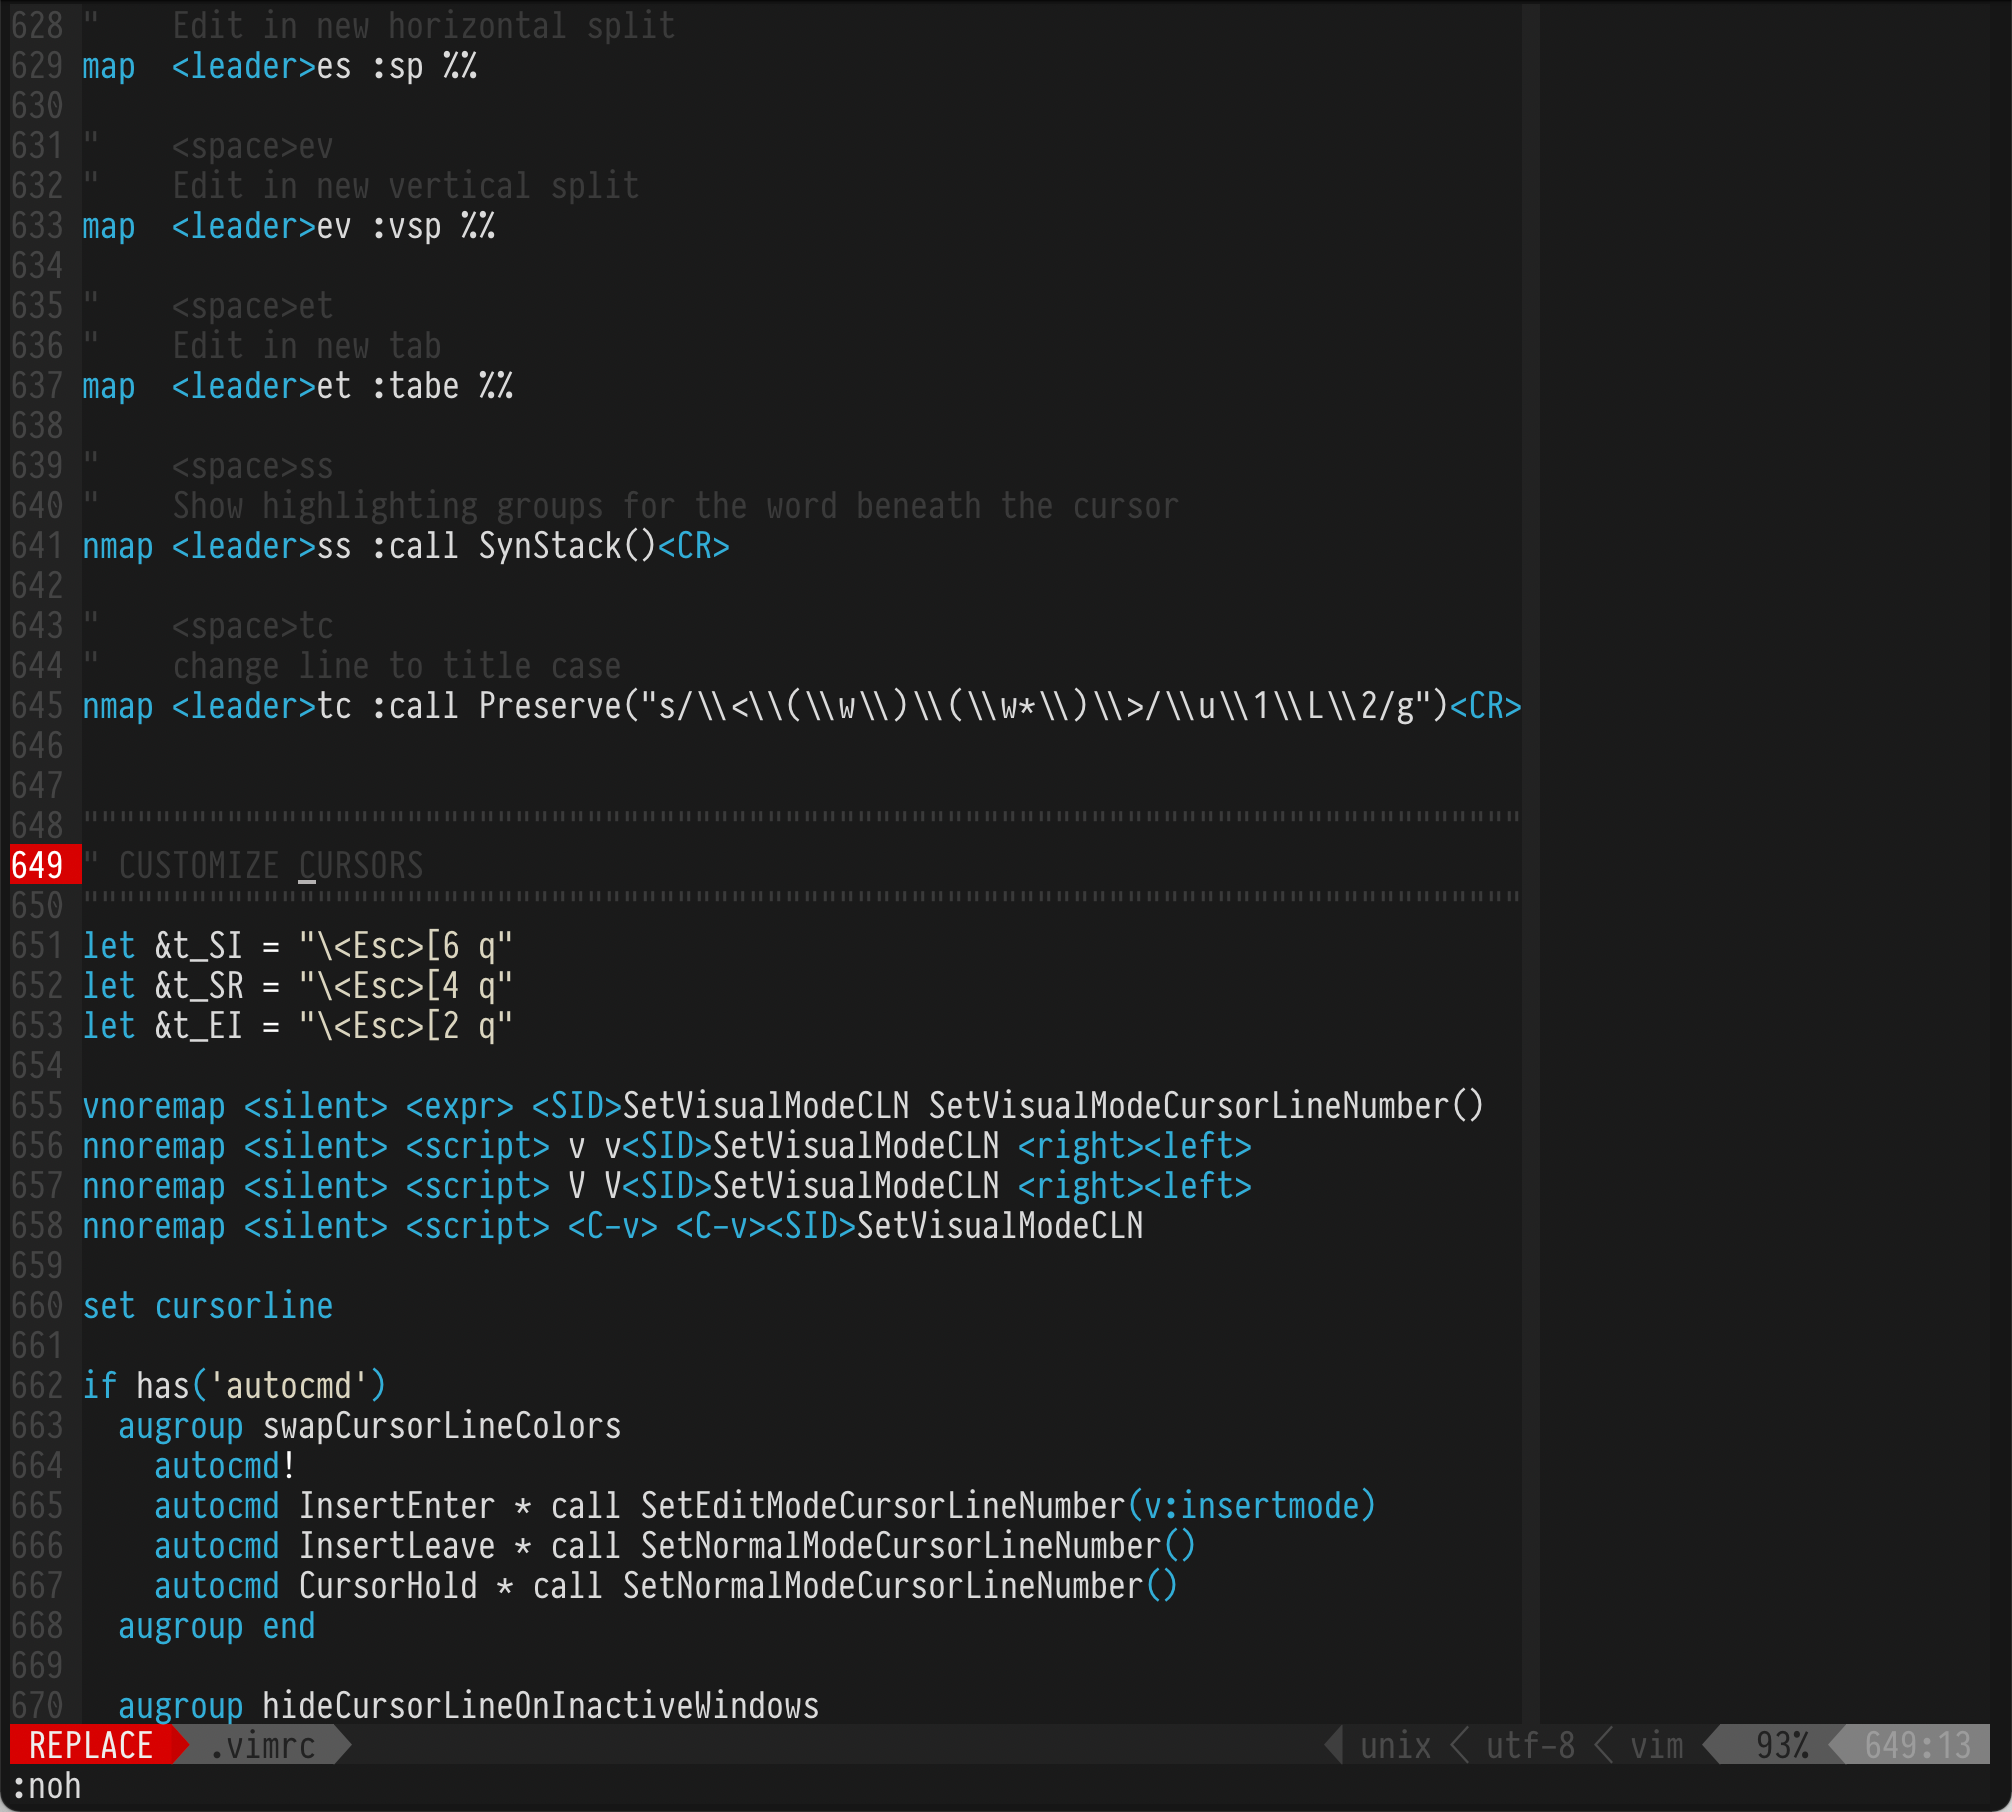 628 "    Edit in new horizontal split
629 map  <leader>es :sp %%
630
631 "    <space>ev
632 "    Edit in new vertical split
633 map  <leader>ev :vsp %%
634
635 "    <space>et
636 "    Edit in new tab
637 map  <leader>et :tabe %%
638
639 "    <space>ss
640 "    Show highlighting groups for the word beneath the cursor
641 nmap <leader>ss :call SynStack()<CR>
642
643 "    <space>tc
644 "    change line to title case
645 nmap <leader>tc :call Preserve("s/\\<\\(\\w\\)\\(\\w*\\)\\>/\\u\\1\\L\\2/g")<CR>
646
647
648 """"""""""""""""""""""""""""""""""""""""""""""""""""""""""""""""""""""""""""""""
649 " CUSTOMIZE CURSORS
650 """"""""""""""""""""""""""""""""""""""""""""""""""""""""""""""""""""""""""""""""
651 let &t_SI = "\<Esc>[6 q"
652 let &t_SR = "\<Esc>[4 q"
653 let &t_EI = "\<Esc>[2 q"
654
655 vnoremap <silent> <expr> <SID>SetVisualModeCLN SetVisualModeCursorLineNumber()
656 nnoremap <silent> <script> v v<SID>SetVisualModeCLN <right><left>
657 nnoremap <silent> <script> V V<SID>SetVisualModeCLN <right><left>
658 nnoremap <silent> <script> <C-v> <C-v><SID>SetVisualModeCLN
659
660 set cursorline
661
662 if has('autocmd')
663   augroup swapCursorLineColors
664     autocmd!
665     autocmd InsertEnter * call SetEditModeCursorLineNumber(v:insertmode)
666     autocmd InsertLeave * call SetNormalModeCursorLineNumber()
667     autocmd CursorHold * call SetNormalModeCursorLineNumber()
668   augroup end
669
670   augroup hideCursorLineOnInactiveWindows
REPLACE .vimrc unix utf-8 vim 93% 649:13
:noh